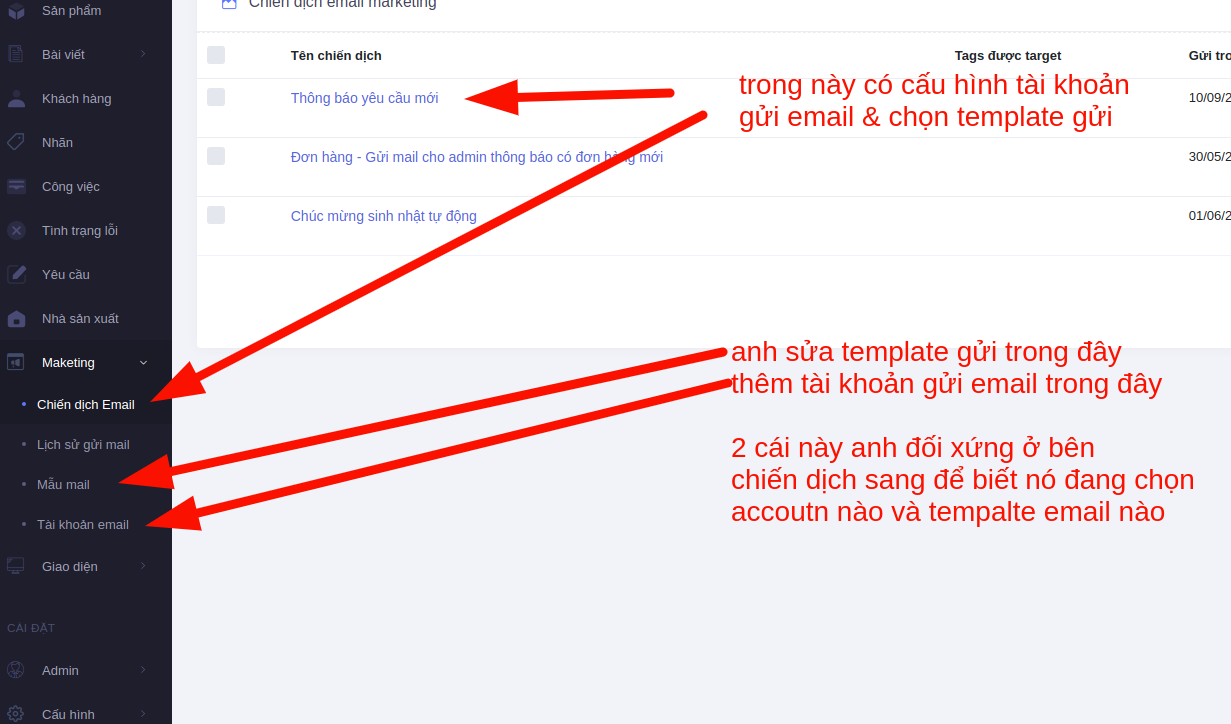 Sản phẩm
Bài viết
Khách hàng
Nhãn
Công việc
Tình trạng lỗi
Yêu cầu
Nhà sản xuất
Maketing
Chiến dịch Email
Lịch sử gửi mail
Mẫu mail
Tài khoản email
Giao diện
CÀI ĐẶT
Admin
Cấu hình
Chiến dịch email marketing
Tên chiến dịch Tags được target Gửi tro
Thông báo yêu cầu mới 10/09/2
Đơn hàng - Gửi mail cho admin thông báo có đơn hàng mới 30/05/2
Chúc mừng sinh nhật tự động 01/06/2
trong này có cấu hình tài khoản
gửi email & chọn template gửi
anh sửa template gửi trong đây
thêm tài khoản gửi email trong đây
2 cái này anh đối xứng ở bên
chiến dịch sang để biết nó đang chọn
accoutn nào và tempalte email nào